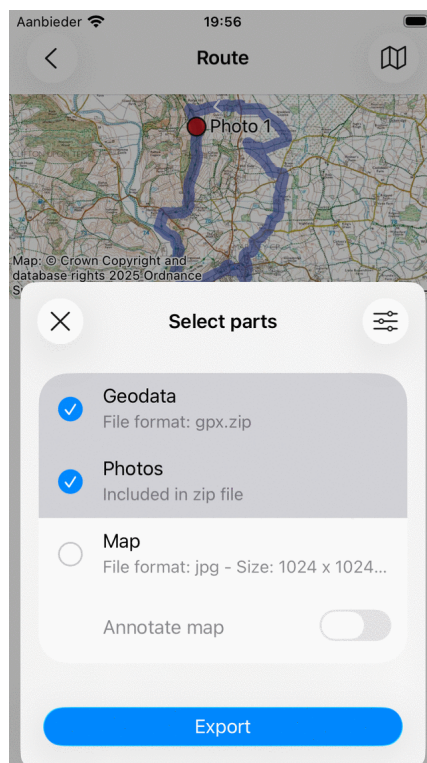 Aanbieder 19:56
Route
Photo 1
Map: © Crown Copyright and
database rights 2025 Ordnance
Select parts
Geodata
File format: gpx.zip
Photos
Included in zip file
Map
File format: jpg - Size: 1024 x 1024...
Annotate map
Export